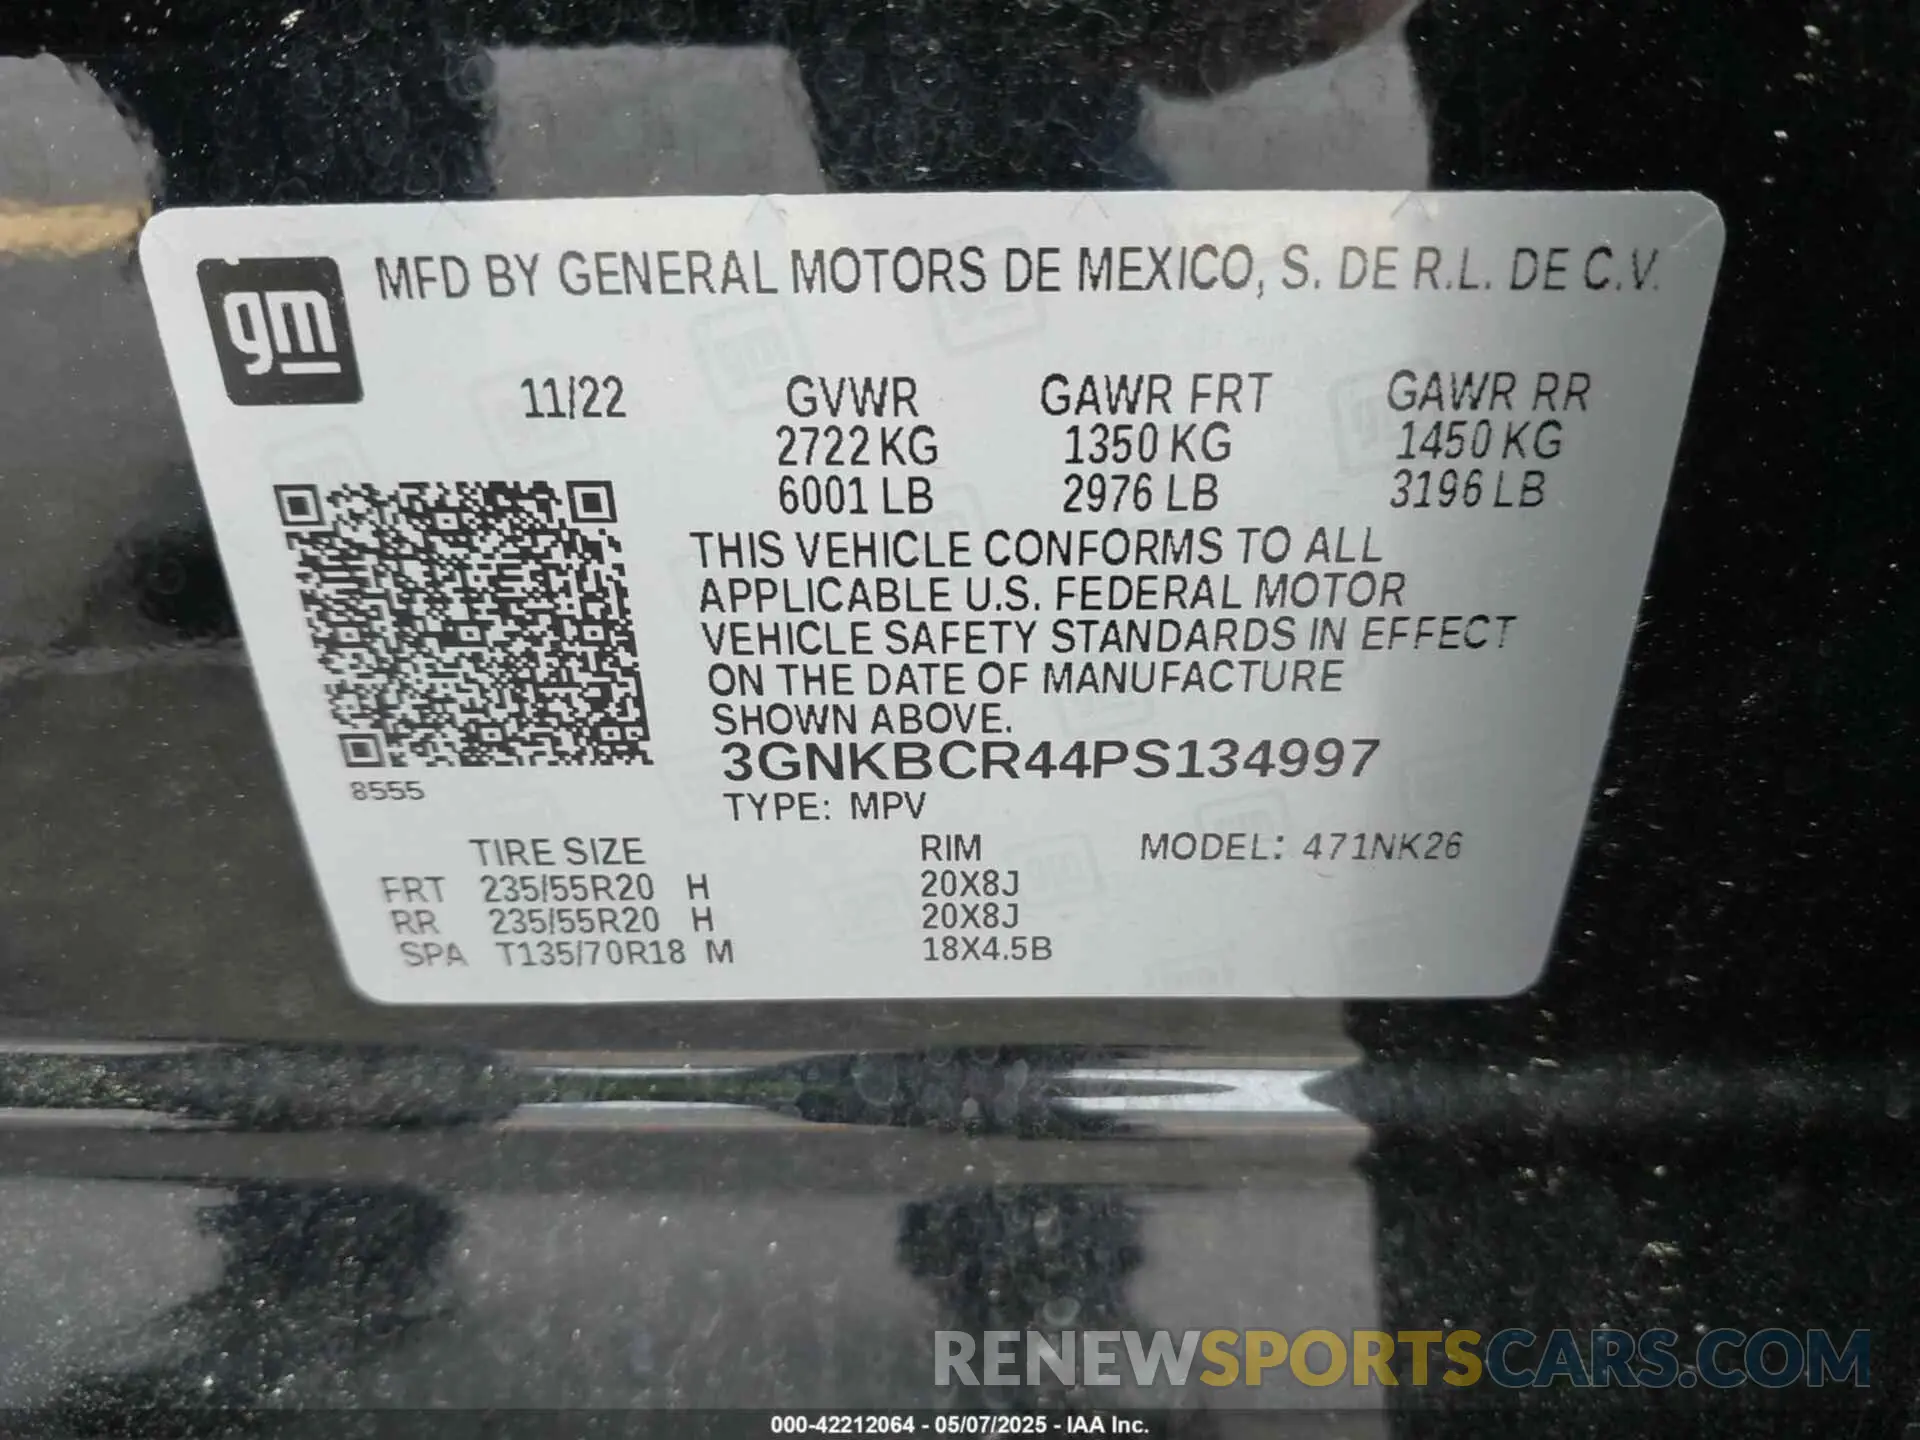 gm
MFD BY GENERAL MOTORS DE MEXICO, S. DE R.L. DE C.V.
11/22 GVWR GAWR FRT GAWR RR
2722 KG 1350 KG 1450 KG
6001 LB 2976 LB 3196 LB
THIS VEHICLE CONFORMS TO ALL
APPLICABLE U.S. FEDERAL MOTOR
VEHICLE SAFETY STANDARDS IN EFFECT
ON THE DATE OF MANUFACTURE
SHOWN ABOVE.
3GNKBCR44PS134997
8555
TYPE: MPV
TIRE SIZE RIM MODEL: 471NK26
FRT 235/55R20 H 20X8J
RR 235/55R20 H 20X8J
SPA T135/70R18 M 18X4.5B
RENEWSPORTSCARS.COM
000-42212064 - 05/07/2025 - IAA Inc.